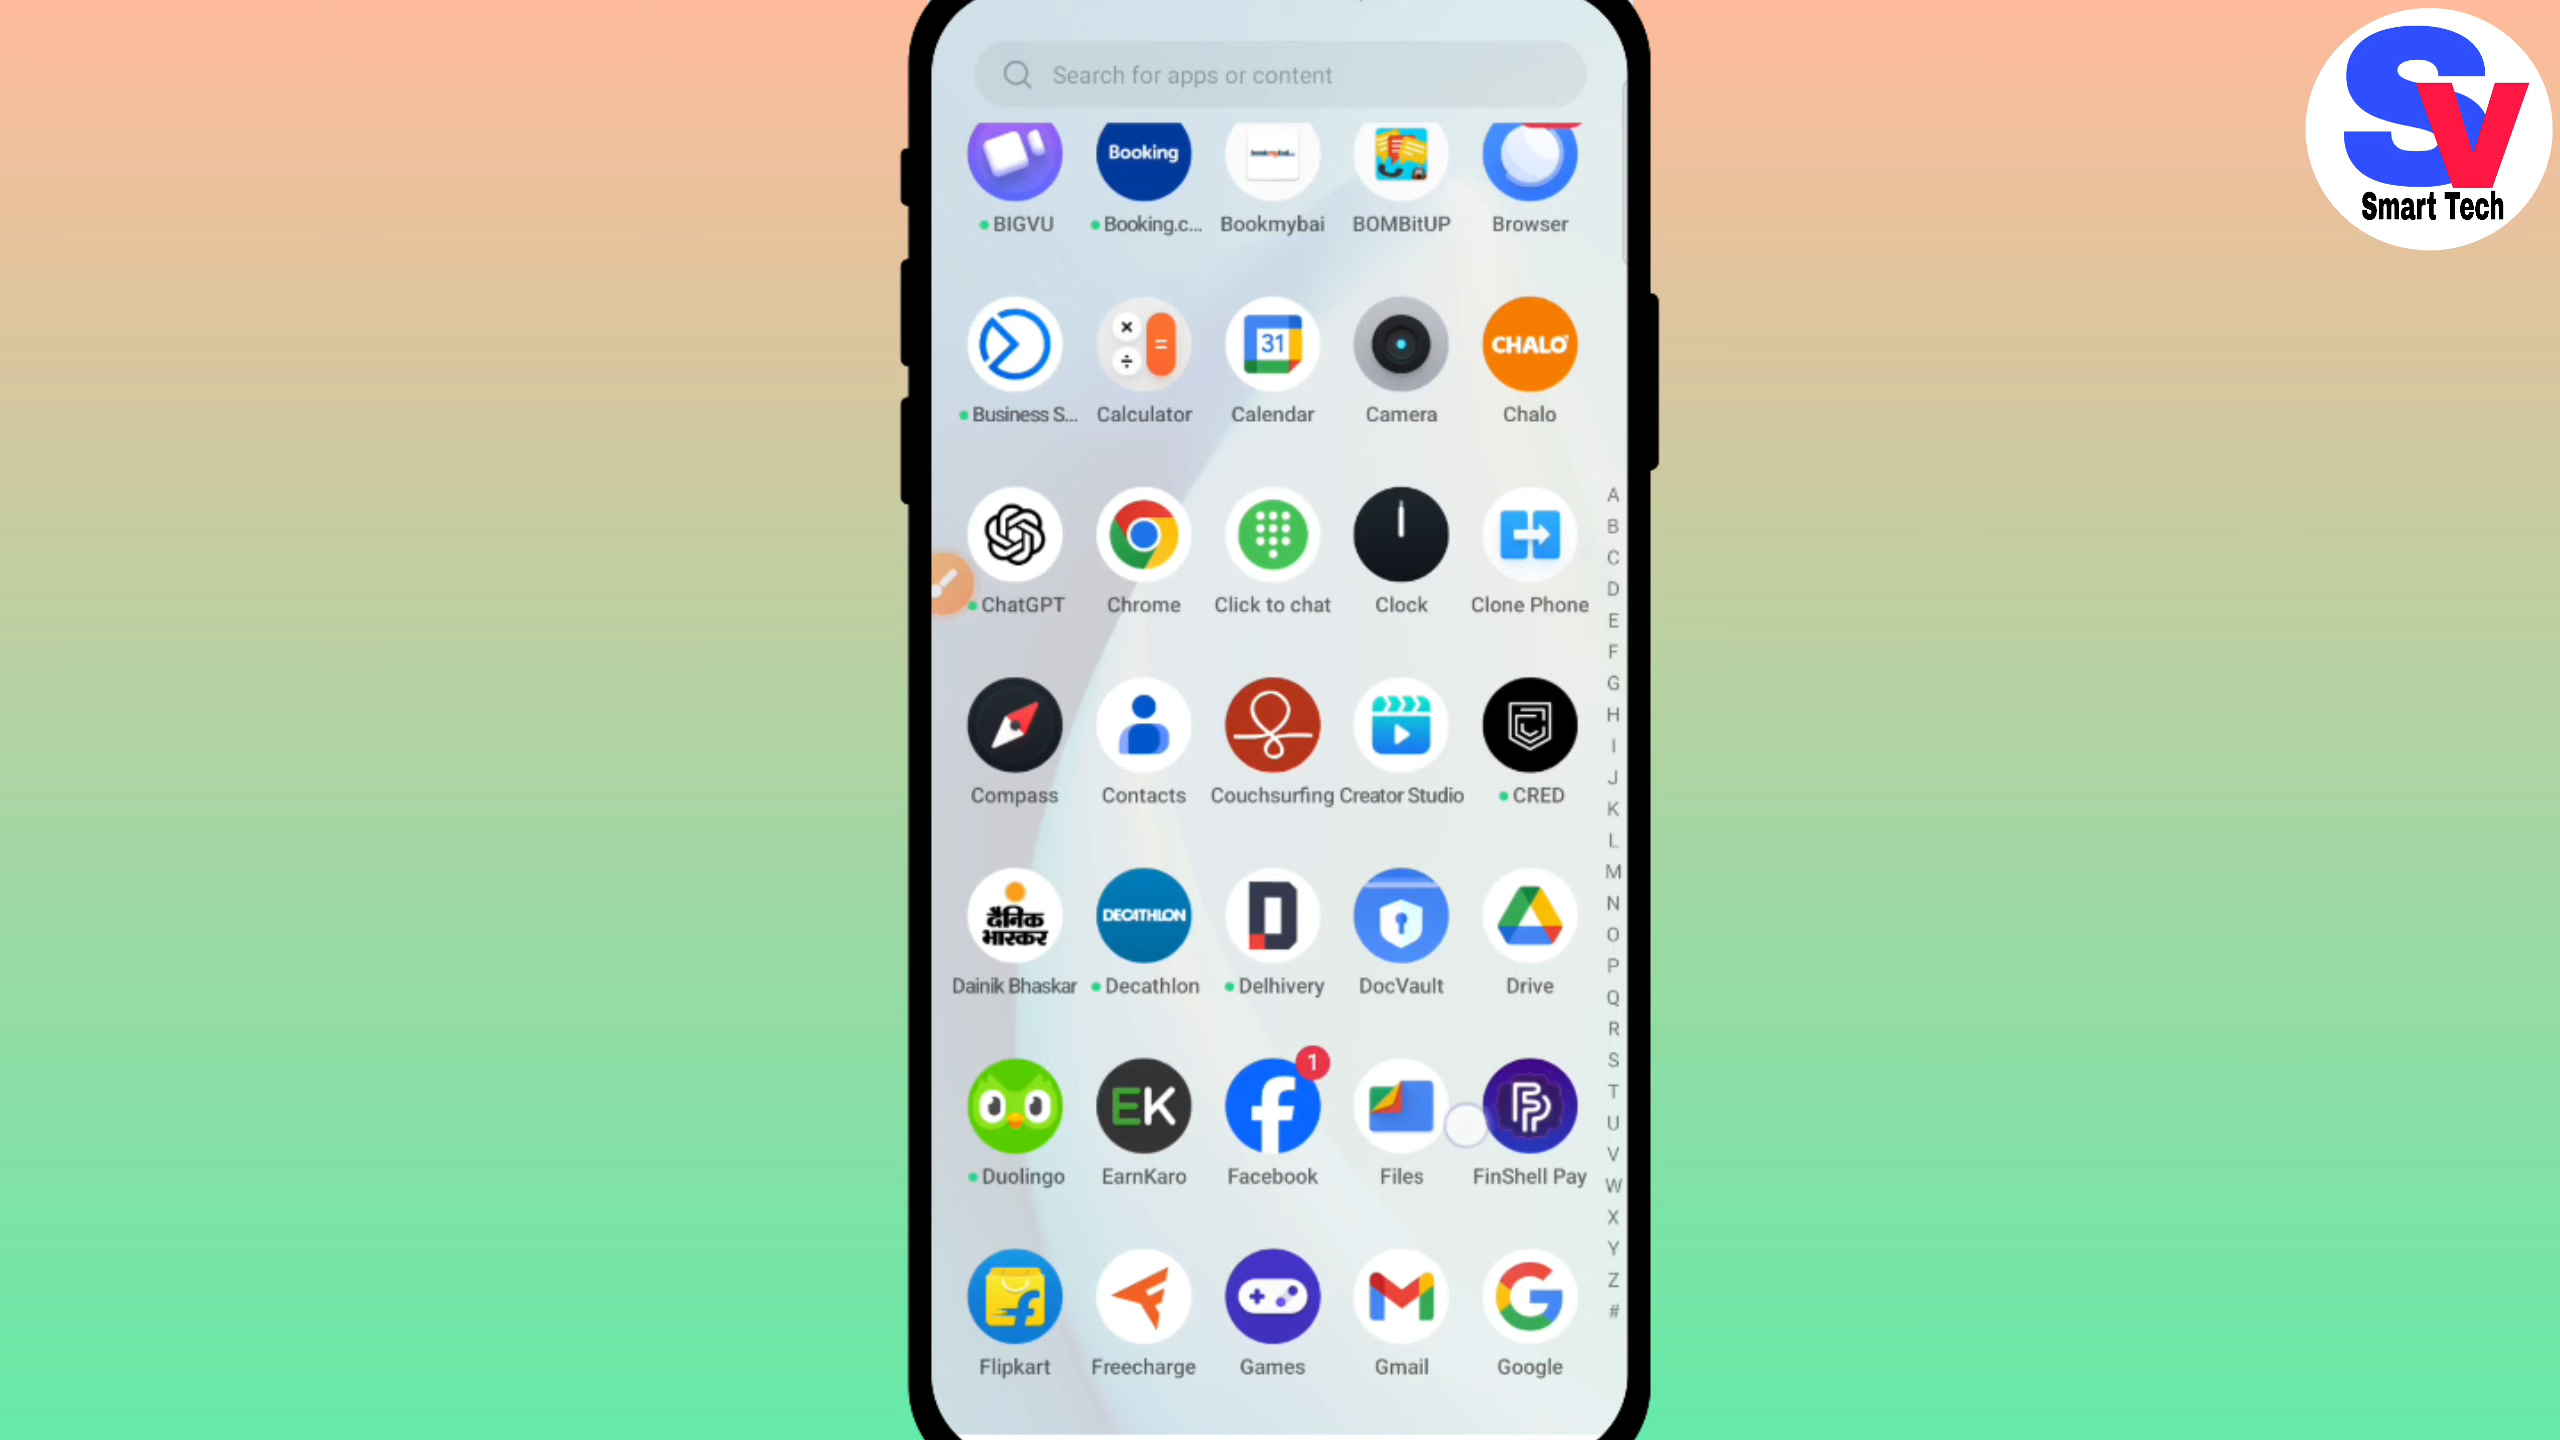 Search for apps or content
Booking
BIGVU Booking.c... Bookmybai BOMBitUP Browser
31 CHALO
Business S... Calculator Calendar Camera Chalo
ChatGPT Chrome Click to chat Clock Clone Phone
Compass Contacts Couchsurfing Creator Studio CRED
दैनिक
भास्कर
DECATHLON
Dainik Bhaskar Decathlon Delhivery DocVault Drive
EK 1
Duolingo EarnKaro Facebook Files FinShell Pay
Flipkart Freecharge Games Gmail Google
A
B
C
D
E
F
G
H
I
J
K
L
M
N
O
P
Q
R
S
T
U
V
W
X
Y
Z
#
SV
Smart Tech